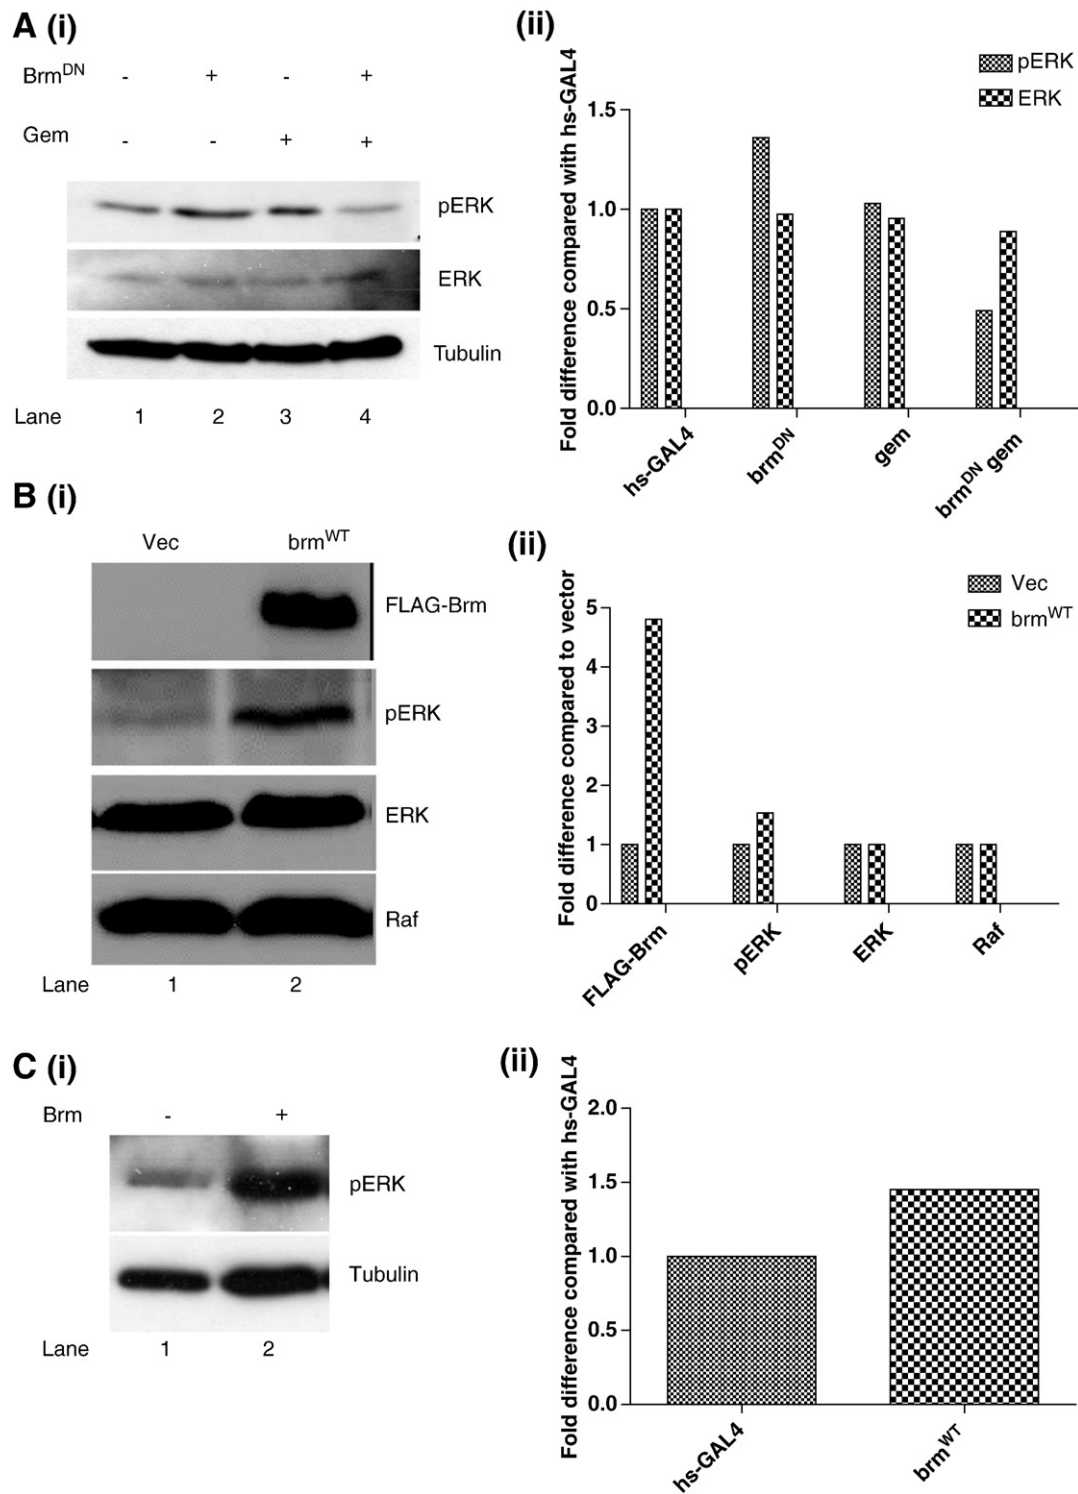 A (i)
Brm^DN - + - +
Gem - - + +
pERK
ERK
Tubulin
Lane 1 2 3 4
(ii)
pERK
ERK
Fold difference compared with hs-GAL4
1.5
1.0
0.5
0.0
hs-GAL4
brm^DN
gem
brm^DN gem
B (i)
Vec brm^WT
FLAG-Brm
pERK
ERK
Raf
Lane 1 2
(ii)
Vec
brm^WT
Fold difference compared to vector
5
4
3
2
1
0
FLAG-Brm
pERK
ERK
Raf
C (i)
Brm - +
pERK
Tubulin
Lane 1 2
(ii)
Fold difference compared with hs-GAL4
2.0
1.5
1.0
0.5
0.0
hs-GAL4
brm^WT